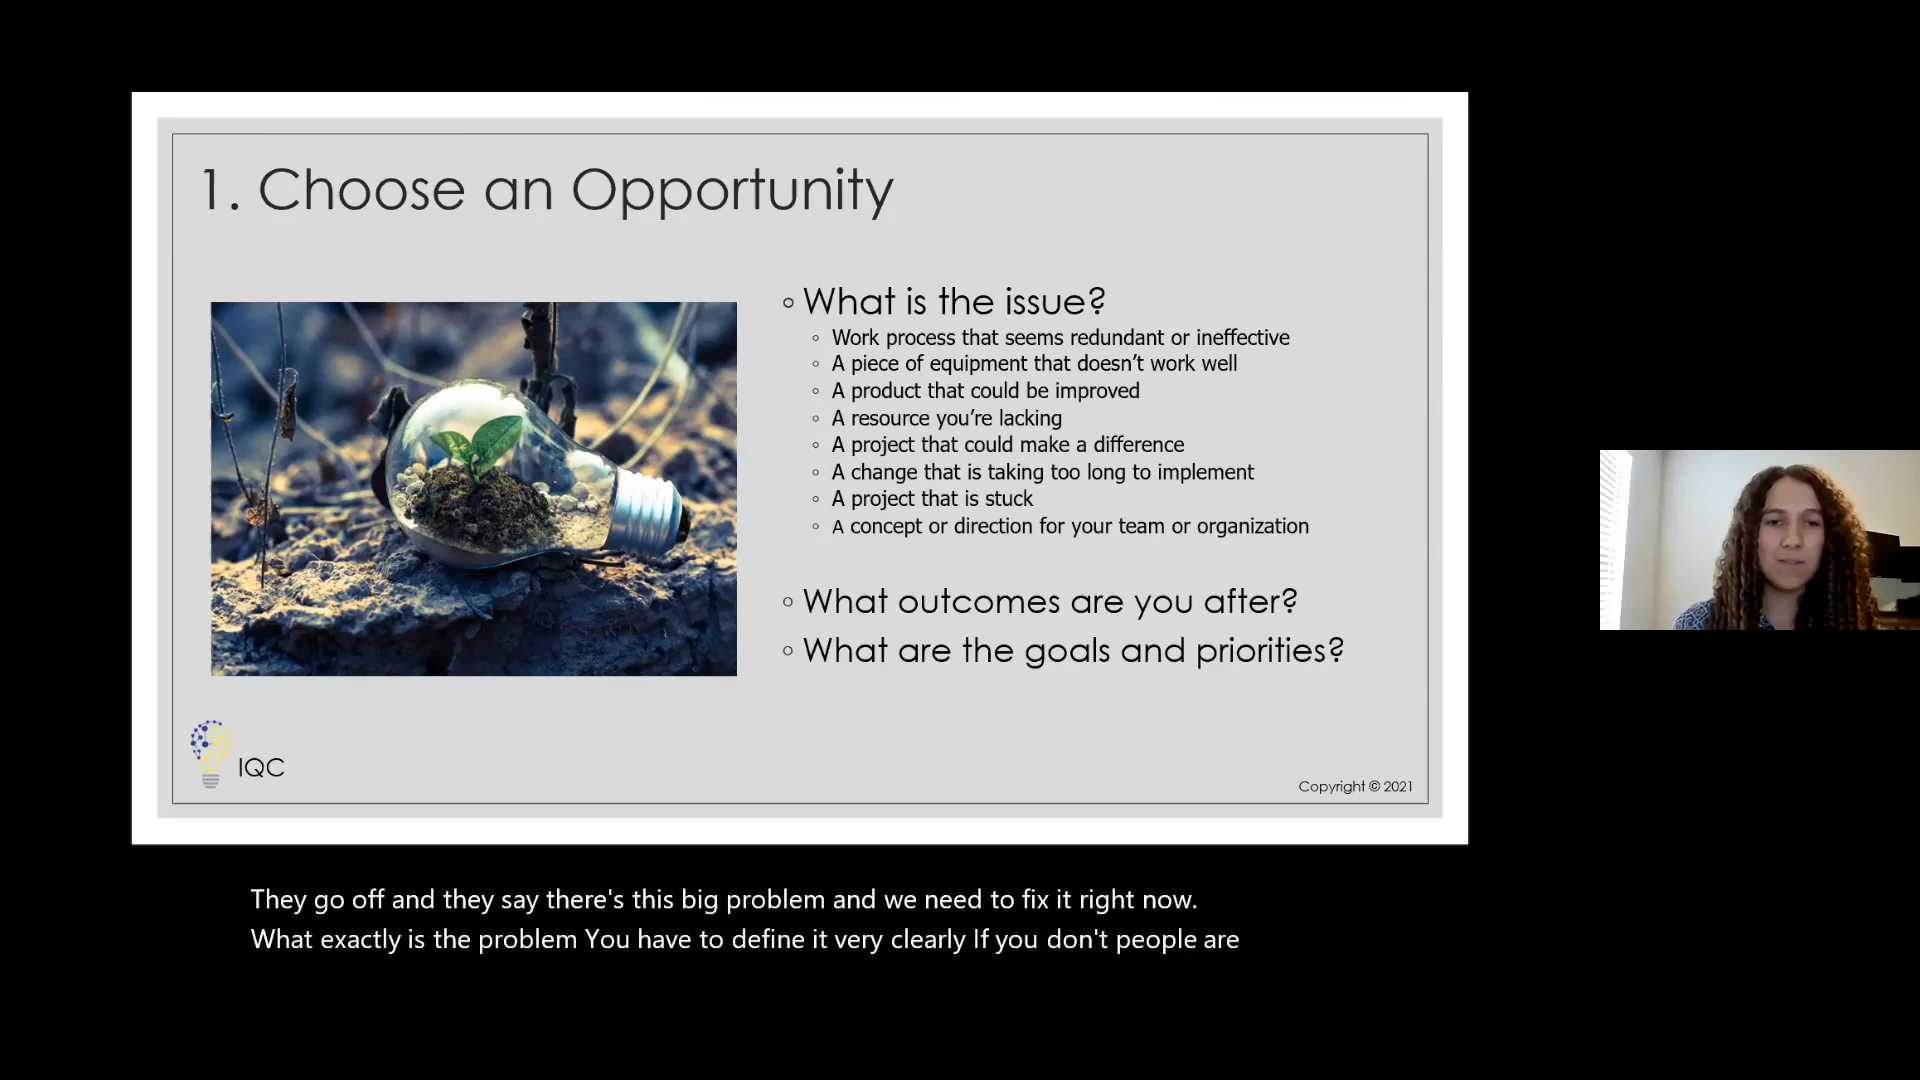 1. Choose an Opportunity
◦ What is the issue?
◦ Work process that seems redundant or ineffective
◦ A piece of equipment that doesn’t work well
◦ A product that could be improved
◦ A resource you’re lacking
◦ A project that could make a difference
◦ A change that is taking too long to implement
◦ A project that is stuck
◦ A concept or direction for your team or organization
◦ What outcomes are you after?
◦ What are the goals and priorities?
IQC
Copyright © 2021
They go off and they say there's this big problem and we need to fix it right now.
What exactly is the problem You have to define it very clearly If you don't people are